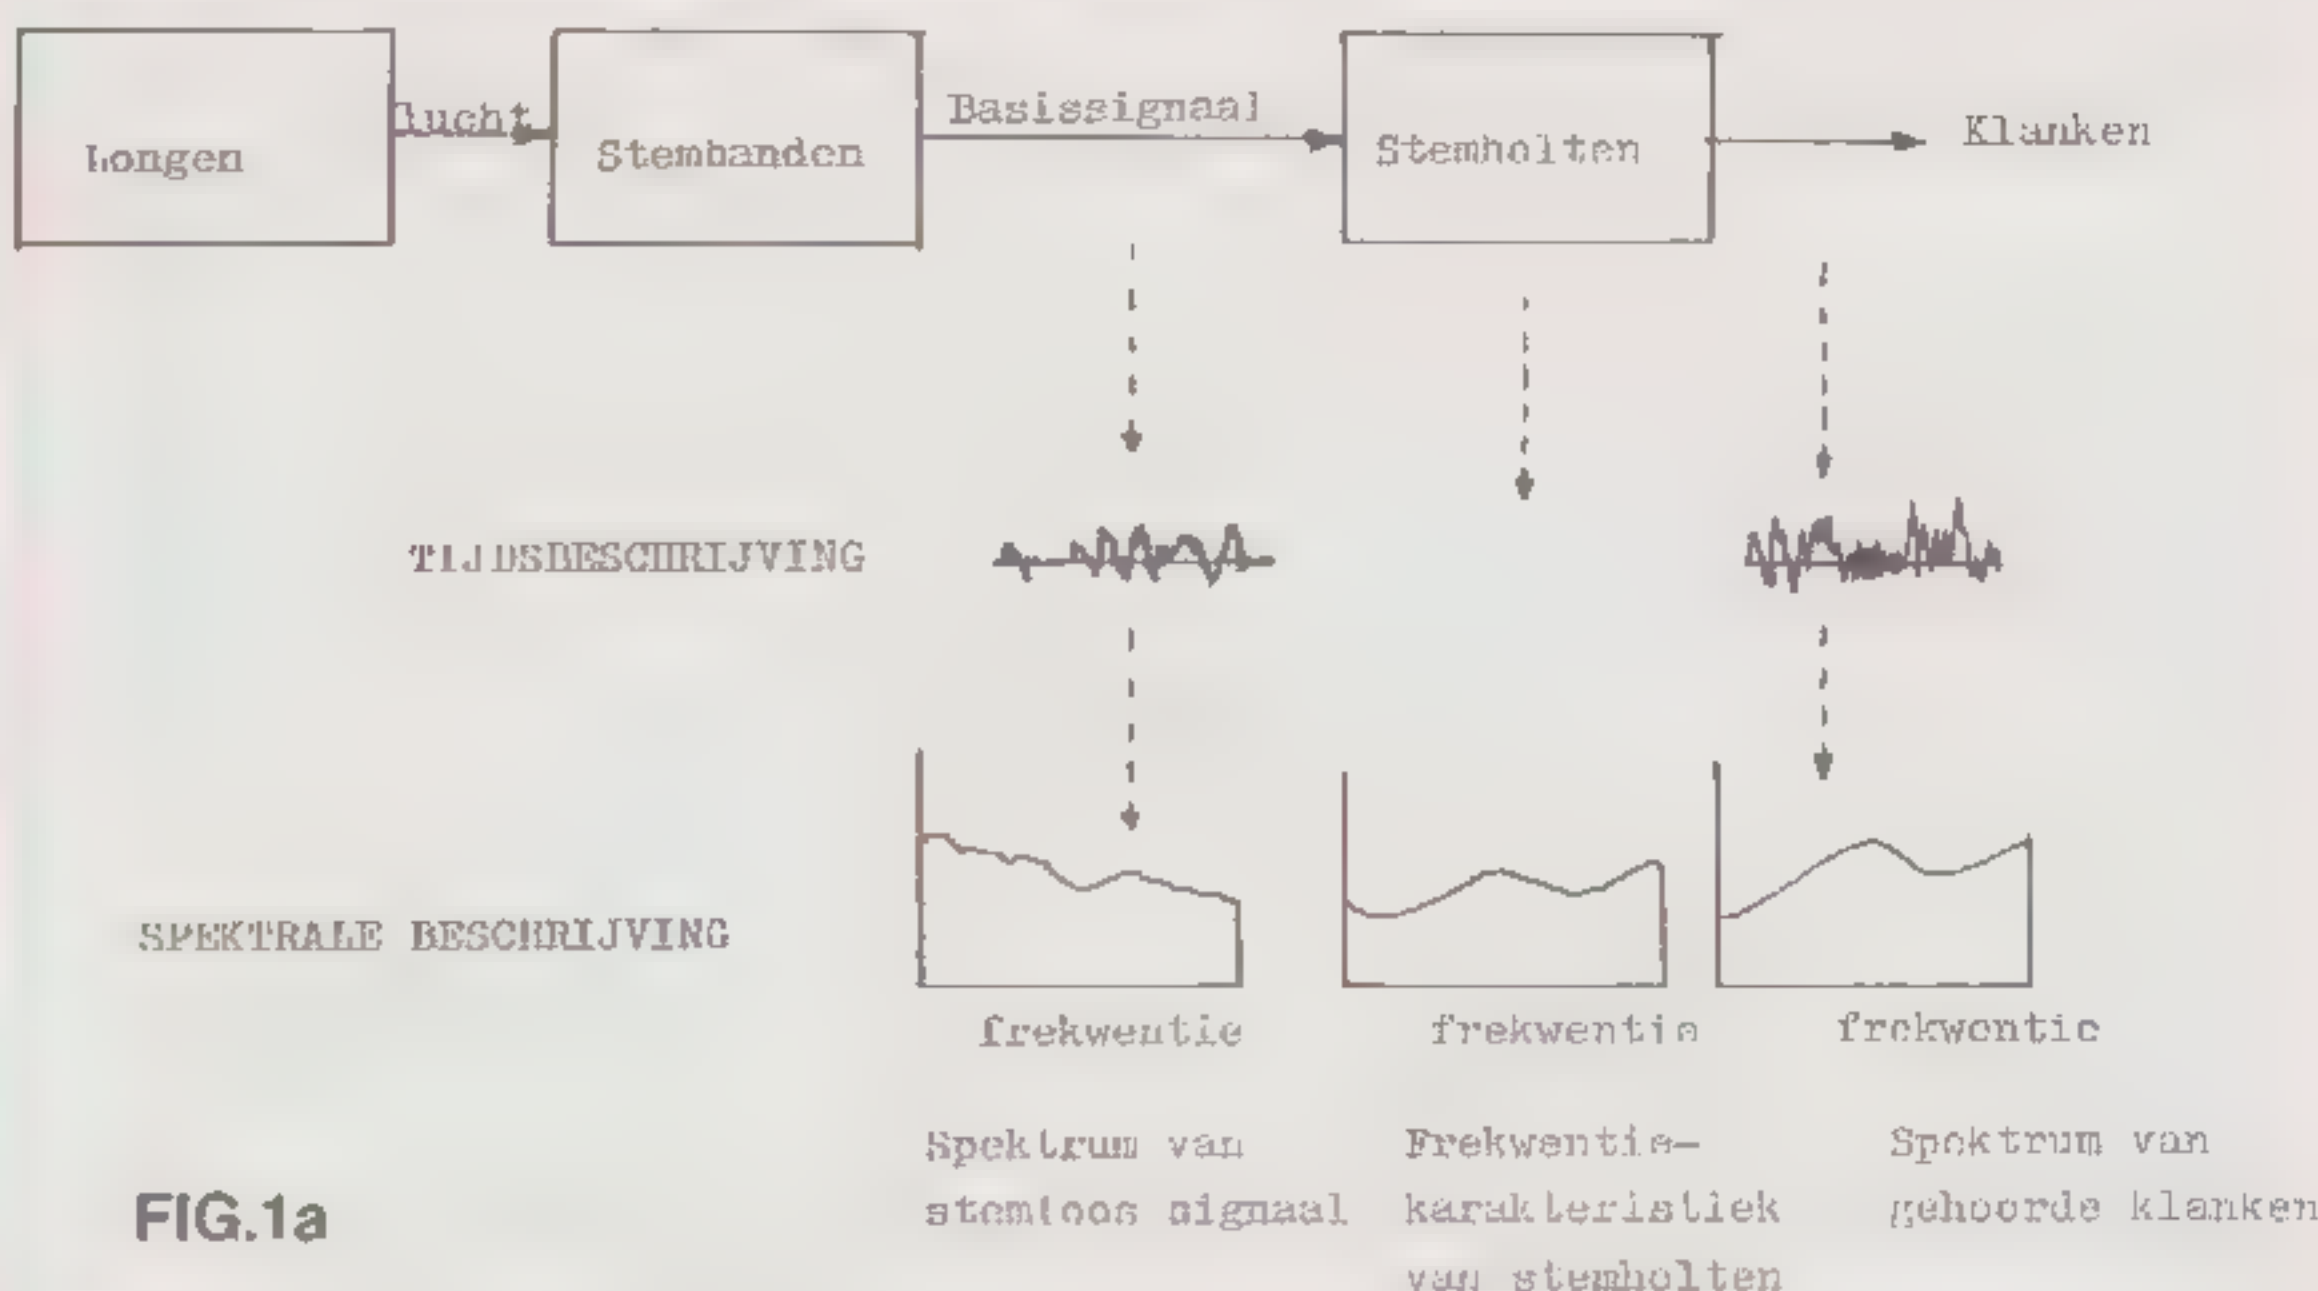 Longen
lucht
Stembanden
Basissignaal
Stemholten
Klanken
TIJDSBESCHRIJVING
SPEKTRALE BESCHRIJVING
frekwentie
frekwentie
frekwentie
Spektrum van
stemloos signaal
Frekwentie-
karakteristiek
van stemholten
Spektrum van
gehoorde klanken
FIG.1a